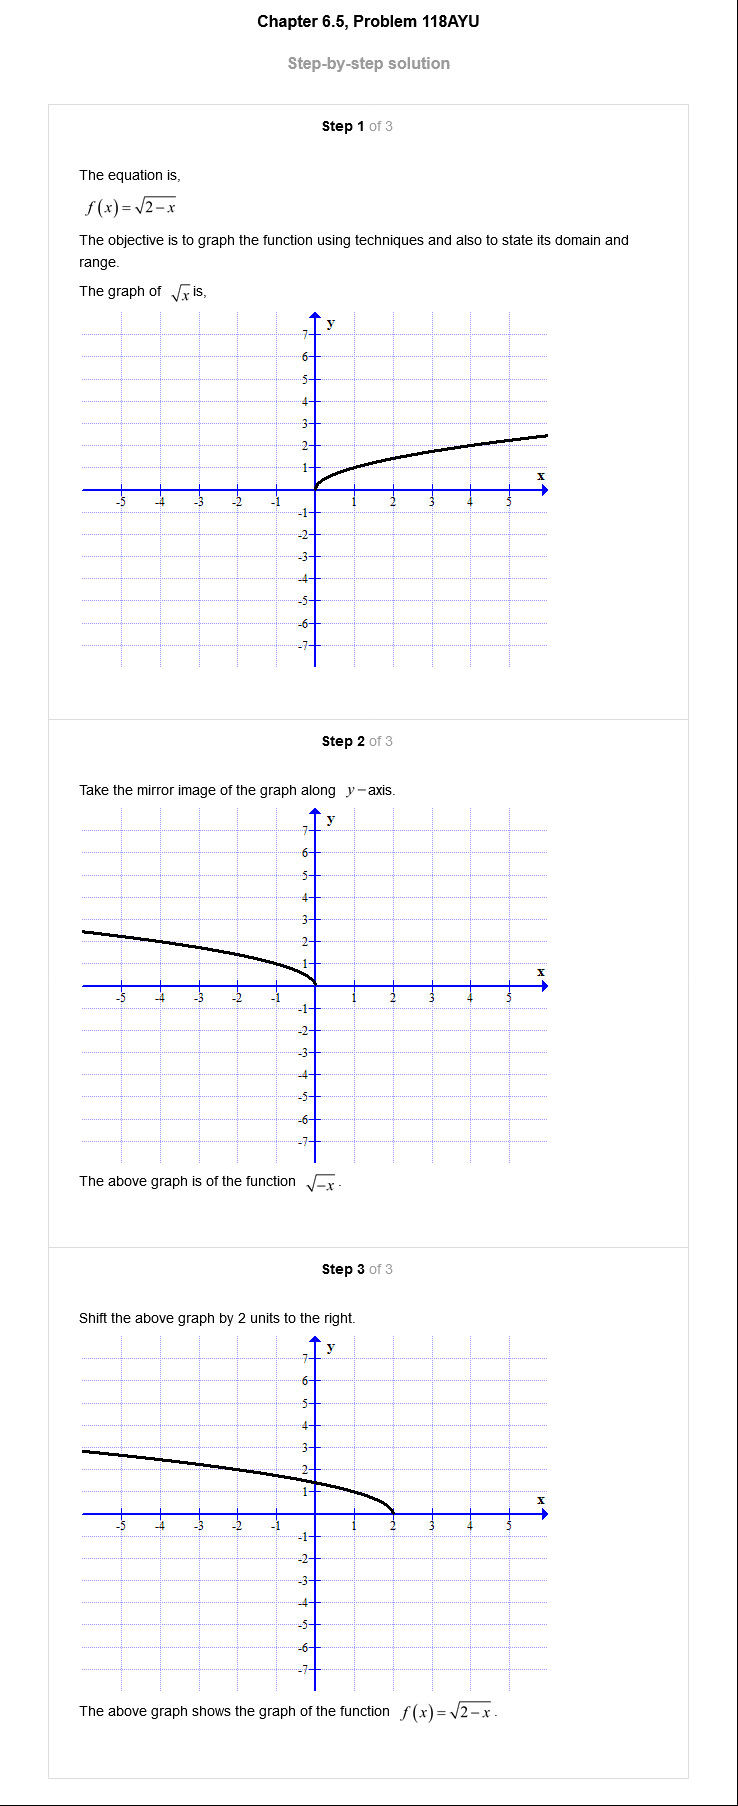 Chapter 6.5, Problem 118AYU
Step-by-step solution
Step 1 of 3
The equation is,
f(x)=√2−x
The objective is to graph the function using techniques and also to state its domain and
range.
The graph of √x is,
y
7
6
5
4
3
2
1
x
-5 -4 -3 -2 -1 1 2 3 4 5
-1
-2
-3
-4
-5
-6
-7
Step 2 of 3
Take the mirror image of the graph along y−axis.
y
7
6
5
4
3
2
1
x
-5 -4 -3 -2 -1 1 2 3 4 5
-1
-2
-3
-4
-5
-6
-7
The above graph is of the function √−x.
Step 3 of 3
Shift the above graph by 2 units to the right.
y
7
6
5
4
3
2
1
x
-5 -4 -3 -2 -1 1 2 3 4 5
-1
-2
-3
-4
-5
-6
-7
The above graph shows the graph of the function f(x)=√2−x.